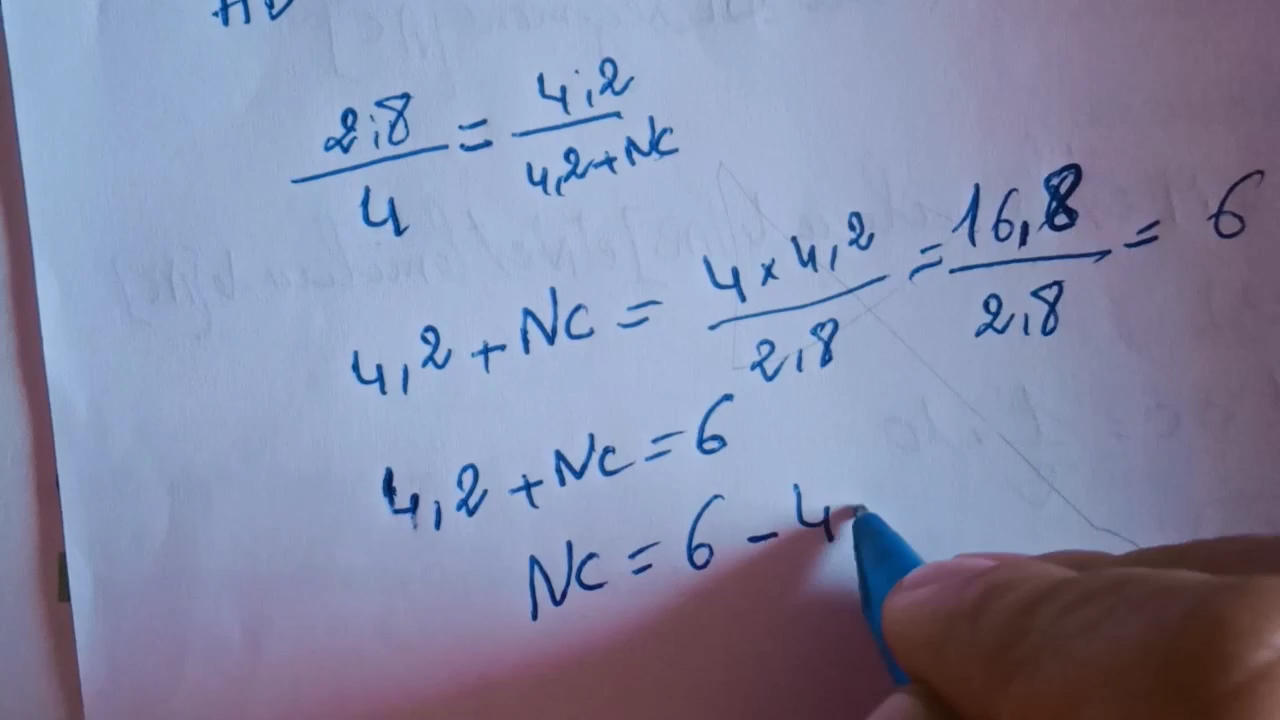 2,8/4 = 4,2/4,2+NC
4,2 + NC = 4 × 4,2/2,8 = 16,8/2,8 = 6
4,2 + NC = 6
NC = 6 - 4